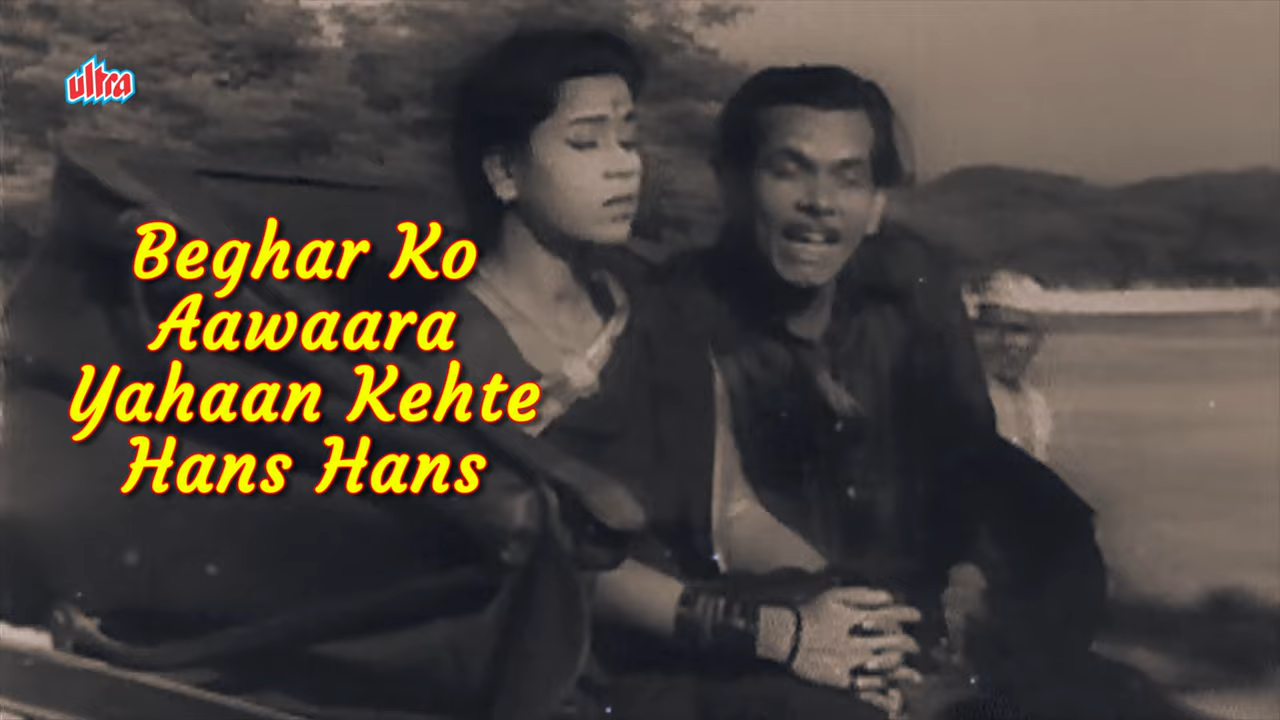 ultra
Beghar Ko
Aawaara
Yahaan Kehte
Hans Hans